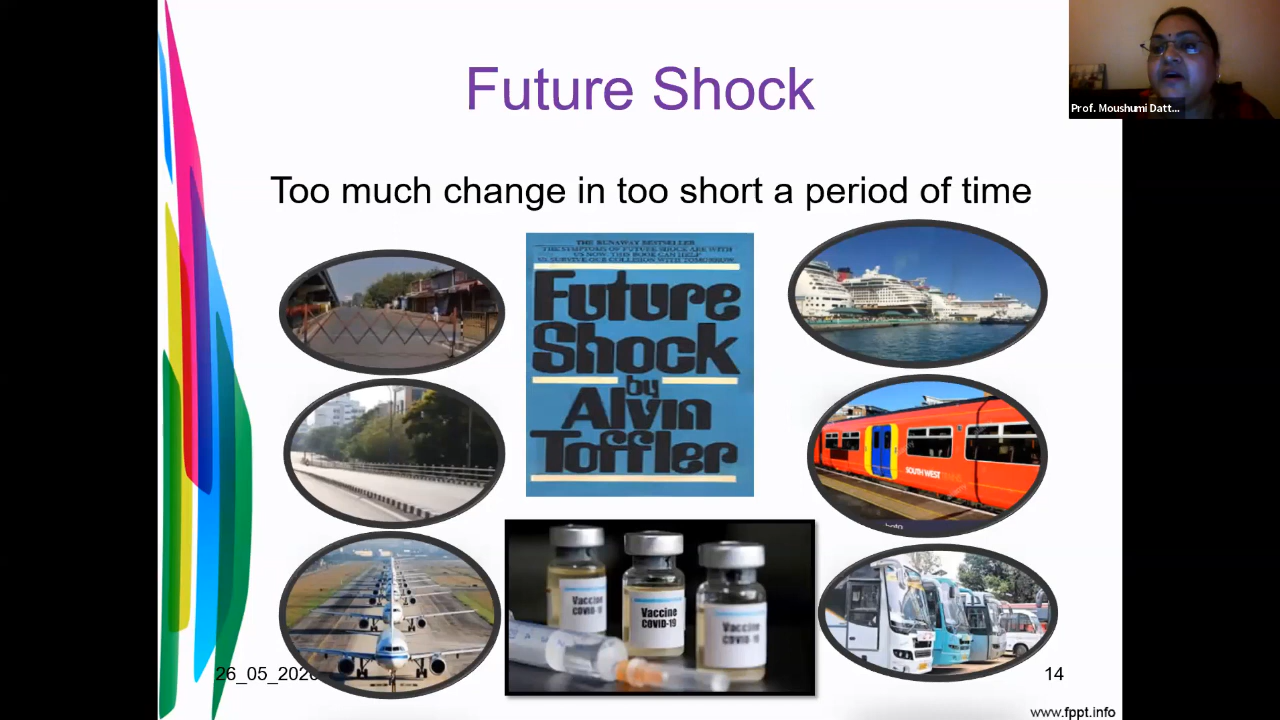 Future Shock
Prof. Moushumi Datt...
Too much change in too short a period of time
THE RUNAWAY BESTSELLER
THE SYMPTOMS OF FUTURE SHOCK ARE WITH
US NOW. THIS BOOK CAN HELP
US SURVIVE OUR COLLISION WITH TOMORROW.
Future
Shock
by
Alvin
Toffler
SOUTH WEST
Vaccine
COVID-19
Vaccine
COVID-19
Vaccine
COVID-19
26_05_202
14
www.fppt.info